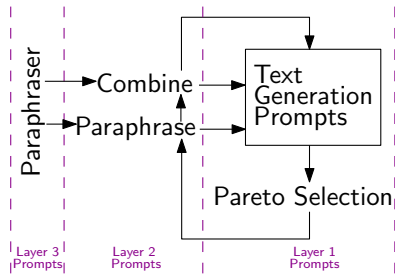 Paraphraser
Combine
Paraphrase
Text
Generation
Prompts
Pareto Selection
Layer 3
Prompts
Layer 2
Prompts
Layer 1
Prompts